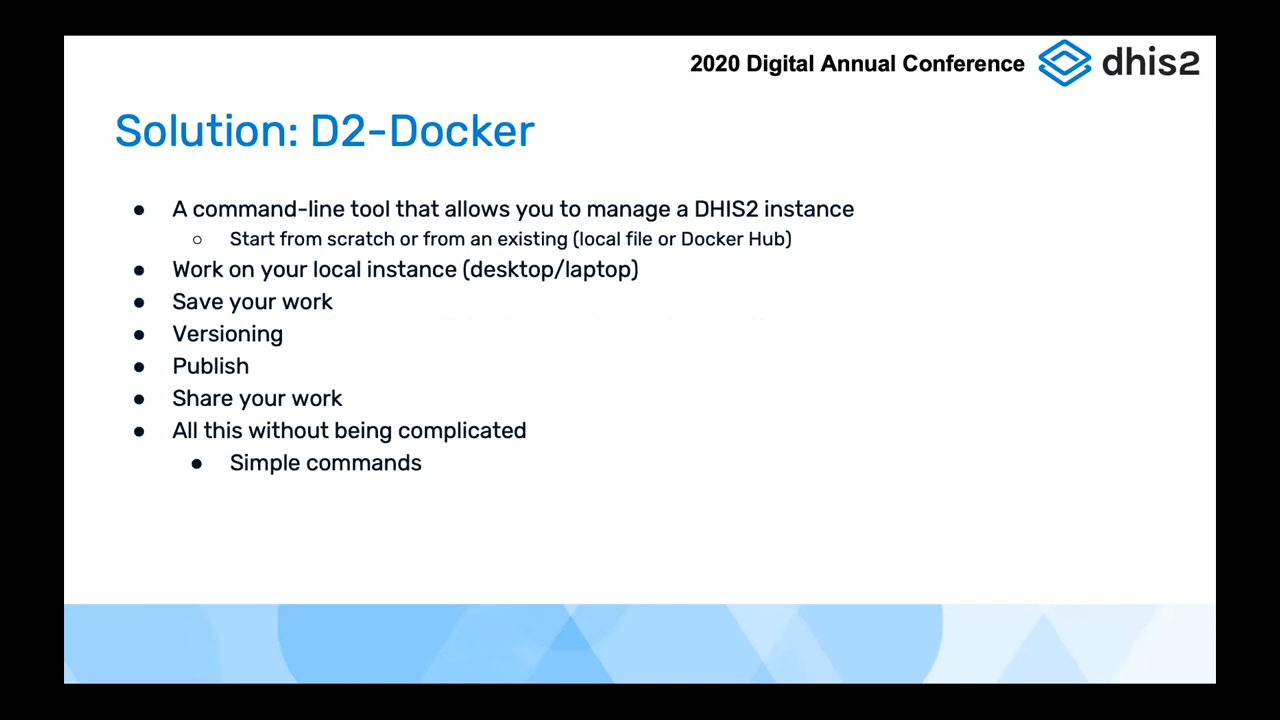 2020 Digital Annual Conference dhis2
Solution: D2-Docker
● A command-line tool that allows you to manage a DHIS2 instance
○ Start from scratch or from an existing (local file or Docker Hub)
● Work on your local instance (desktop/laptop)
● Save your work
● Versioning
● Publish
● Share your work
● All this without being complicated
● Simple commands